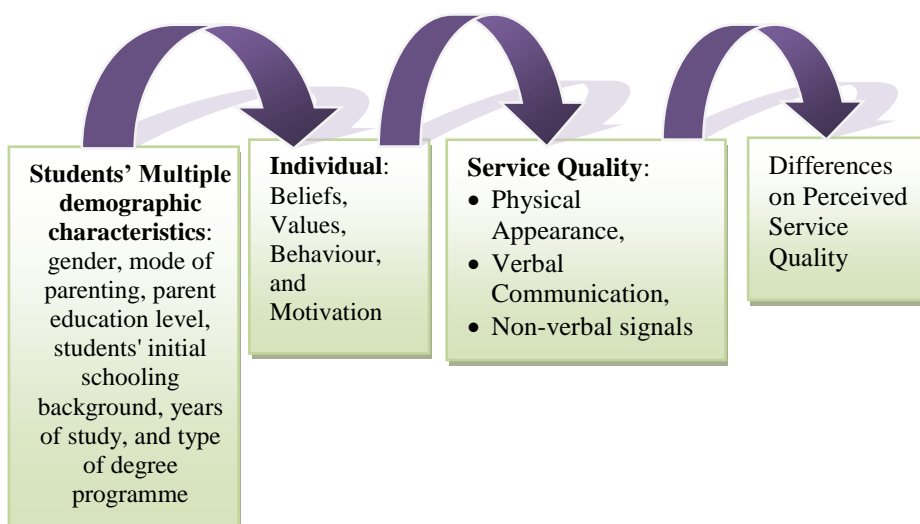 Students’ Multiple
demographic
characteristics:
gender, mode of
parenting, parent
education level,
students' initial
schooling
background, years
of study, and type
of degree
programme
Individual:
Beliefs,
Values,
Behaviour,
and
Motivation
Service Quality:
• Physical
Appearance,
• Verbal
Communication,
• Non-verbal signals
Differences
on Perceived
Service
Quality